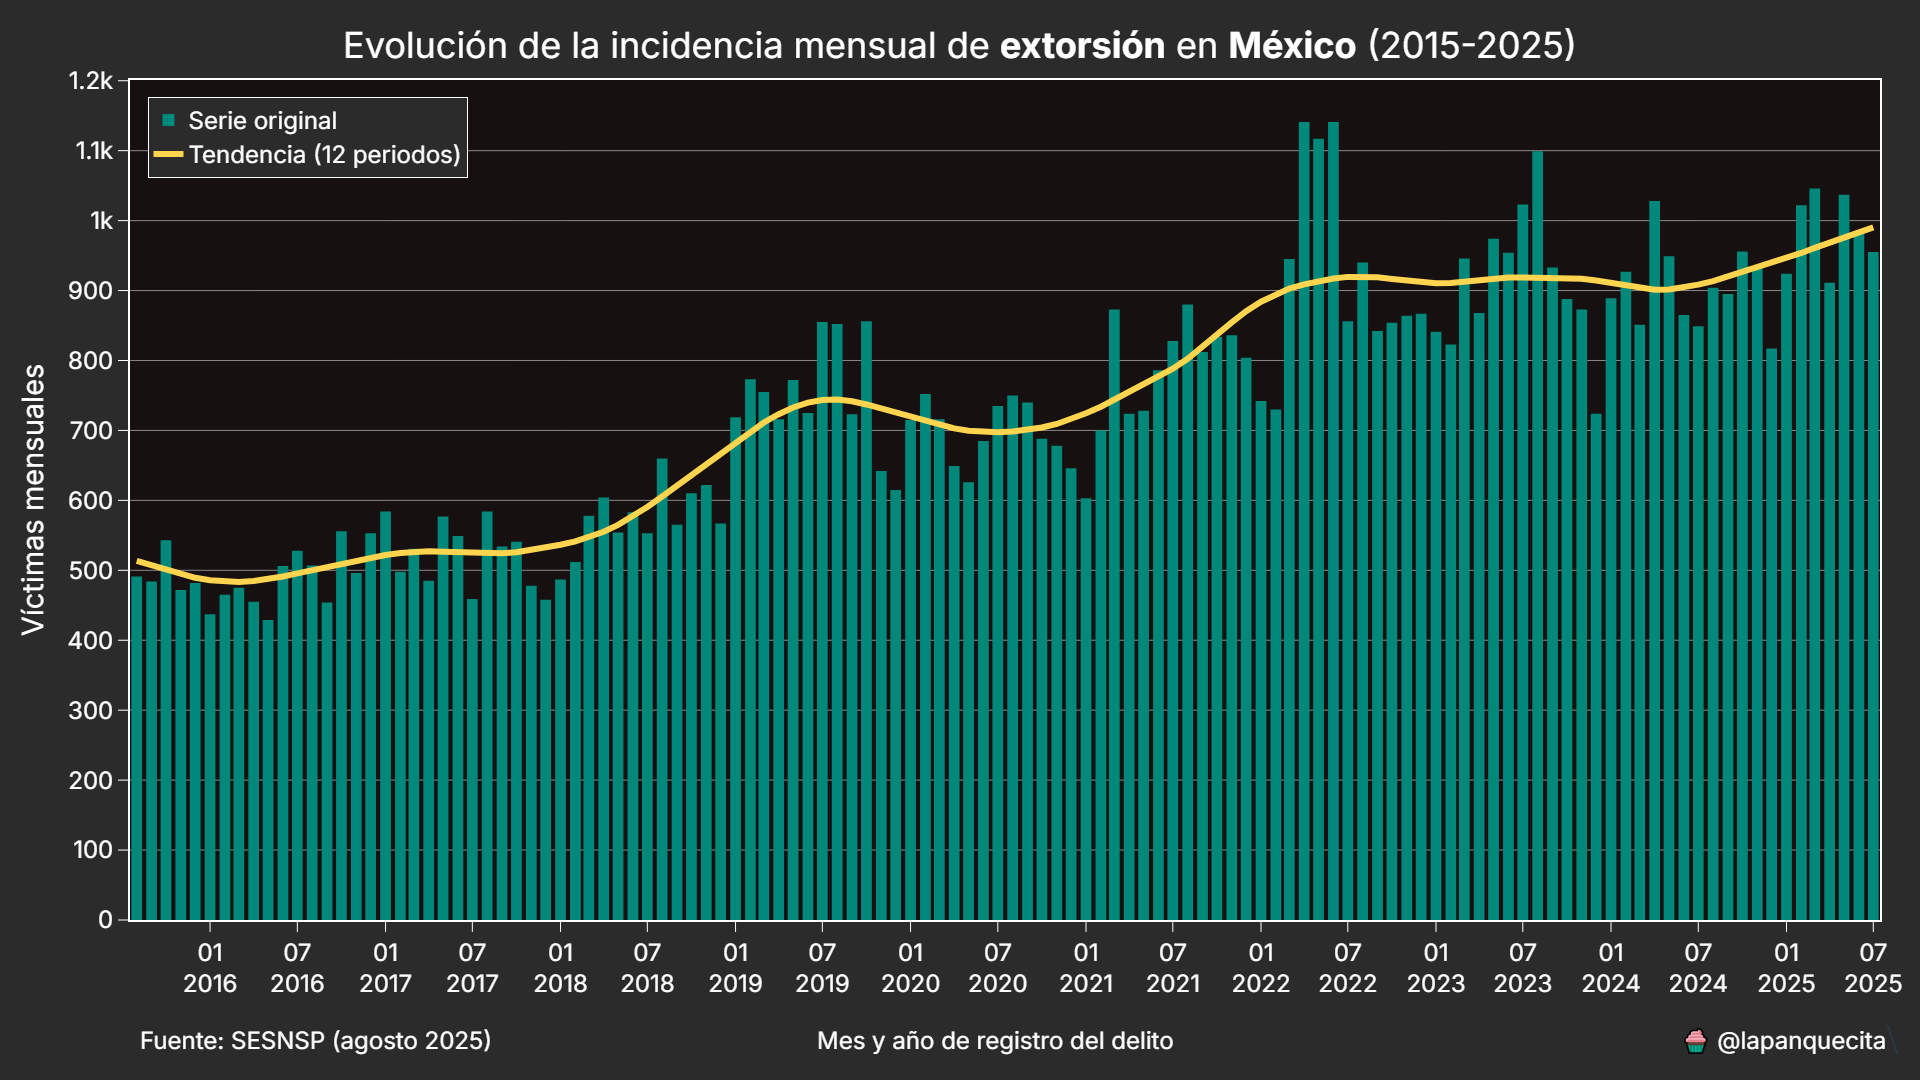 Evolución de la incidencia mensual de extorsión en México (2015-2025)
Serie original
Tendencia (12 periodos)
Víctimas mensuales
1.2k
1.1k
1k
900
800
700
600
500
400
300
200
100
0
01 07 01 07 01 07 01 07 01 07 01 07 01 07 01 07 01 07 01 07
2016 2016 2017 2017 2018 2018 2019 2019 2020 2020 2021 2021 2022 2022 2023 2023 2024 2024 2025 2025
Fuente: SESNSP (agosto 2025)
Mes y año de registro del delito
@lapanquecita